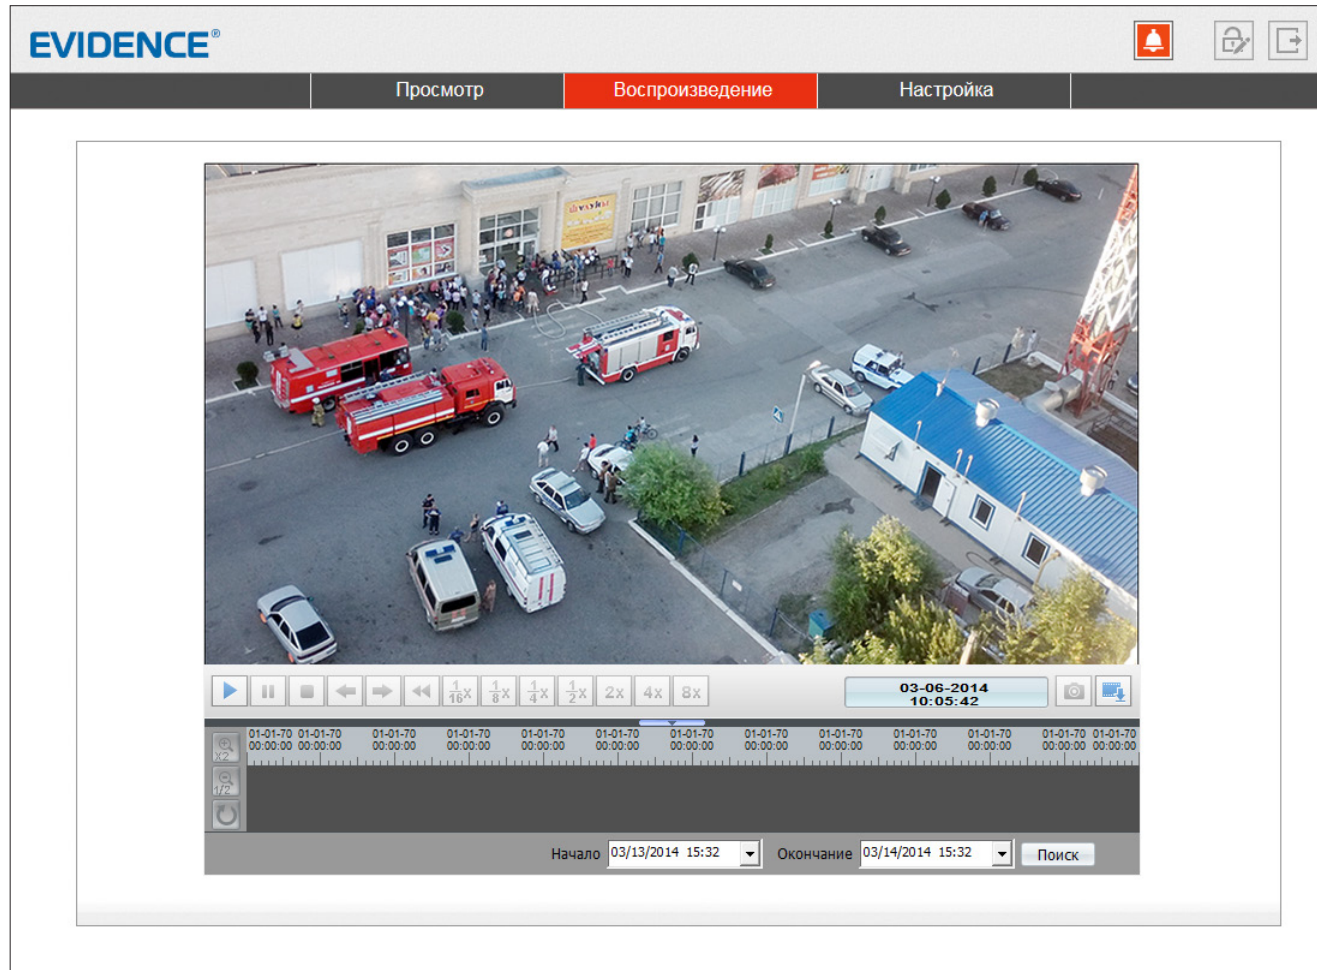 EVIDENCE®
Просмотр Воспроизведение Настройка
1/16x 1/8x 1/4x 1/2x 2x 4x 8x
03-06-2014
10:05:42
01-01-70 01-01-70 01-01-70 01-01-70 01-01-70 01-01-70 01-01-70 01-01-70 01-01-70 01-01-70 01-01-70 01-01-70 01-01-70
00:00:00 00:00:00 00:00:00 00:00:00 00:00:00 00:00:00 00:00:00 00:00:00 00:00:00 00:00:00 00:00:00 00:00:00 00:00:00
X2
1/2
Начало 03/13/2014 15:32 Окончание 03/14/2014 15:32 Поиск